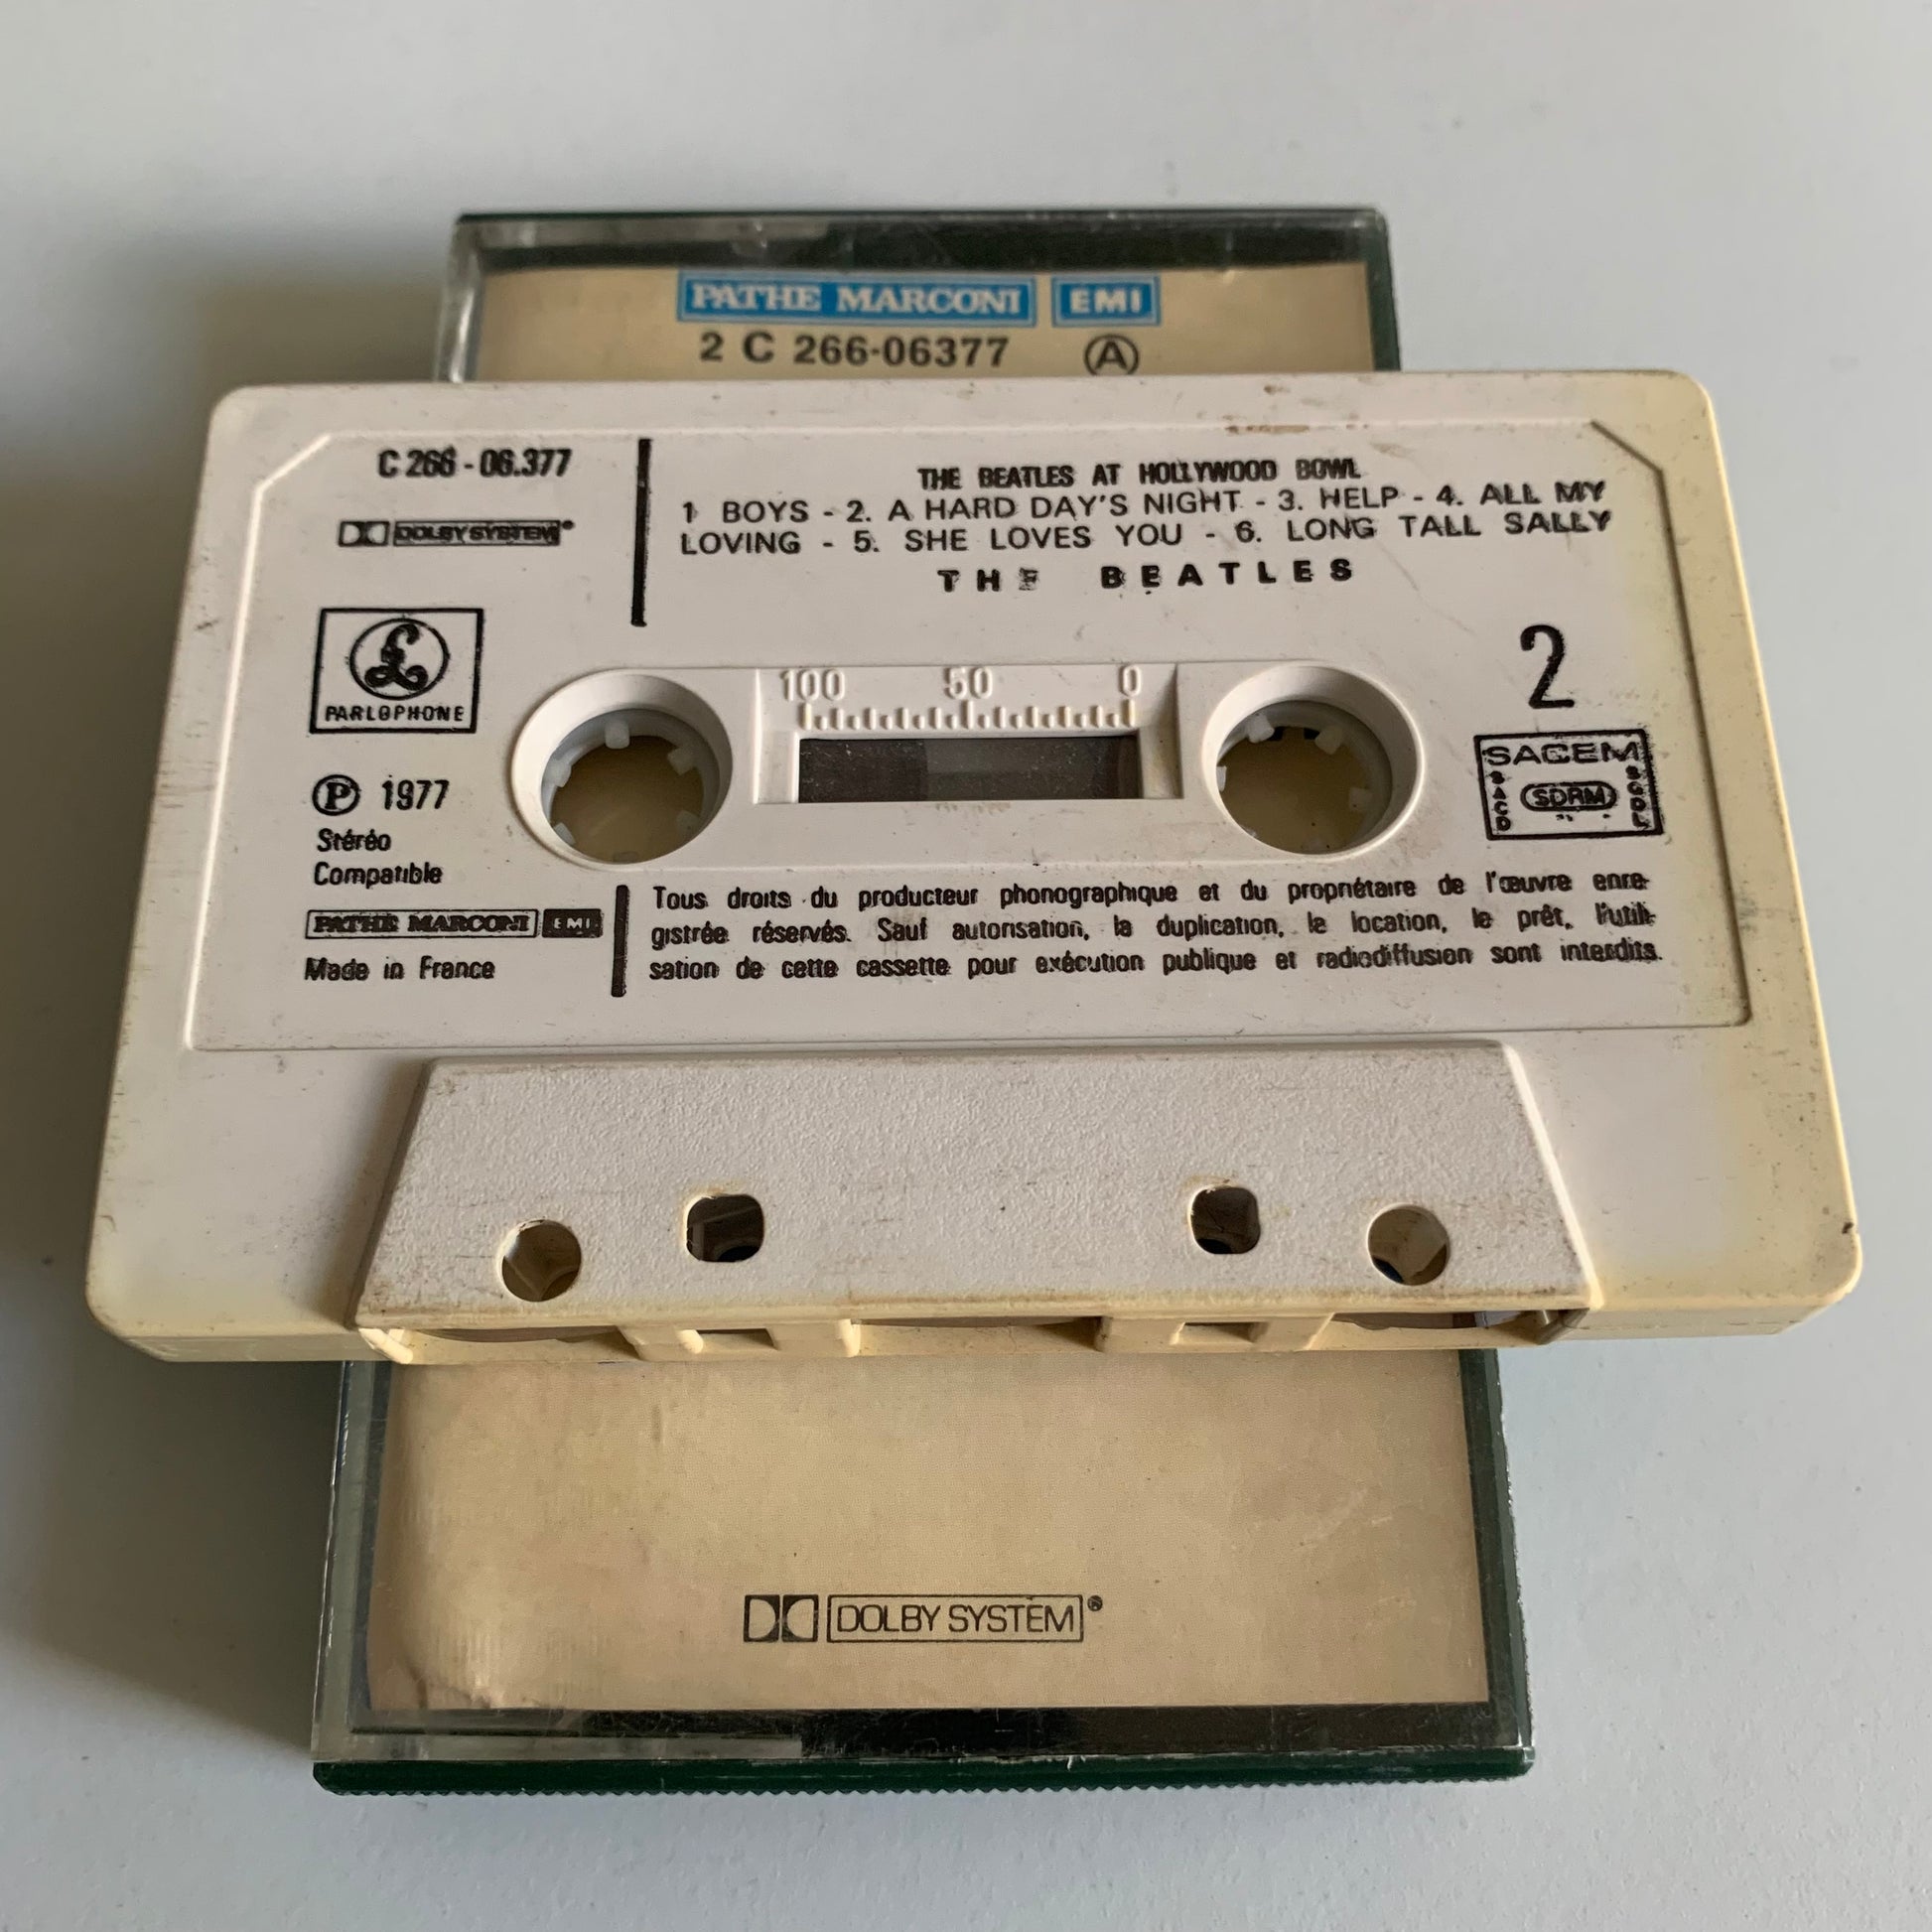 PATHE MARCONI EMI
2 C 266-06377 A
C 266 - 06.377
DOLBY SYSTEM®
THE BEATLES AT HOLLYWOOD BOWL
1 BOYS - 2. A HARD DAY'S NIGHT - 3. HELP - 4. ALL MY
LOVING - 5. SHE LOVES YOU - 6. LONG TALL SALLY
THE BEATLES
£
PARLOPHONE
100 50 0
2
SACEM
SACD
SDRM
SGDL
℗ 1977
Stéréo
Compatible
PATHE MARCONI EMI
Made in France
Tous droits du producteur phonographique et du propriétaire de l'œuvre enre-
gistrée réservés. Sauf autorisation, la duplication, la location, le prêt, l'utili-
sation de cette cassette pour exécution publique et radiodiffusion sont interdits.
DOLBY SYSTEM®